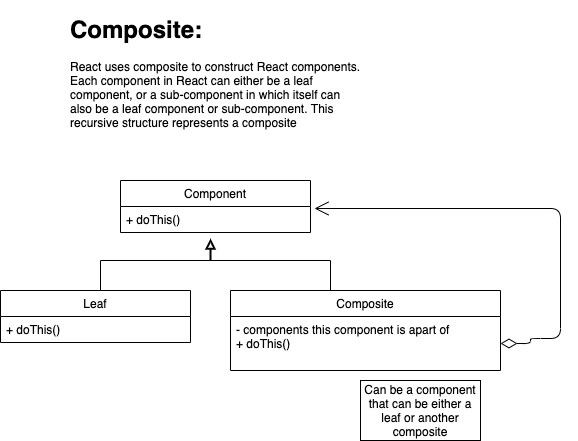 Composite:
React uses composite to construct React components.
Each component in React can either be a leaf
component, or a sub-component in which itself can
also be a leaf component or sub-component. This
recursive structure represents a composite
Component
+ doThis()
Leaf
+ doThis()
Composite
- components this component is apart of
+ doThis()
Can be a component
that can be either a
leaf or another
composite